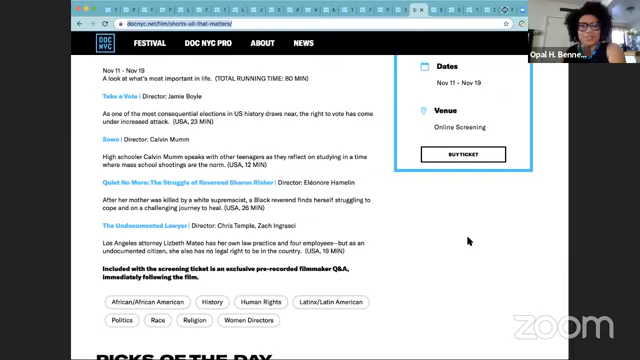 docnyc.net/film/shorts-all-that-matters/
DOC
NYC
FESTIVAL
DOC NYC PRO
ABOUT
NEWS
Nov 11 - Nov 19
A look at what's most important in life. (TOTAL RUNNING TIME: 80 MIN)
Take a Vote | Director: Jamie Boyle
As one of the most consequential elections in US history draws near, the right to vote has come
under increased attack. (USA, 23 MIN)
Sown | Director: Calvin Mumm
High schooler Calvin Mumm speaks with other teenagers as they reflect on studying in a time
where mass school shootings are the norm. (USA, 12 MIN)
Quiet No More: The Struggle of Reverend Sharon Risher | Director: Eléonore Hamelin
After her mother was killed by a white supremacist, a Black reverend finds herself struggling to
cope and on a challenging journey to heal. (USA, 26 MIN)
The Undocumented Lawyer | Director: Chris Temple, Zach Ingrasci
Los Angeles attorney Lizbeth Mateo has her own law practice and four employees—but as an
undocumented citizen, she also has no legal right to be in the country. (USA, 19 MIN)
Included with the screening ticket is an exclusive pre-recorded filmmaker Q&A,
immediately following the film.
African/African American
History
Human Rights
Latinx/Latin American
Politics
Race
Religion
Women Directors
PICKS OF THE DAY
Dates
Nov 11 - Nov 19
Venue
Online Screening
BUY TICKET
Opal H. Benne...
zoom